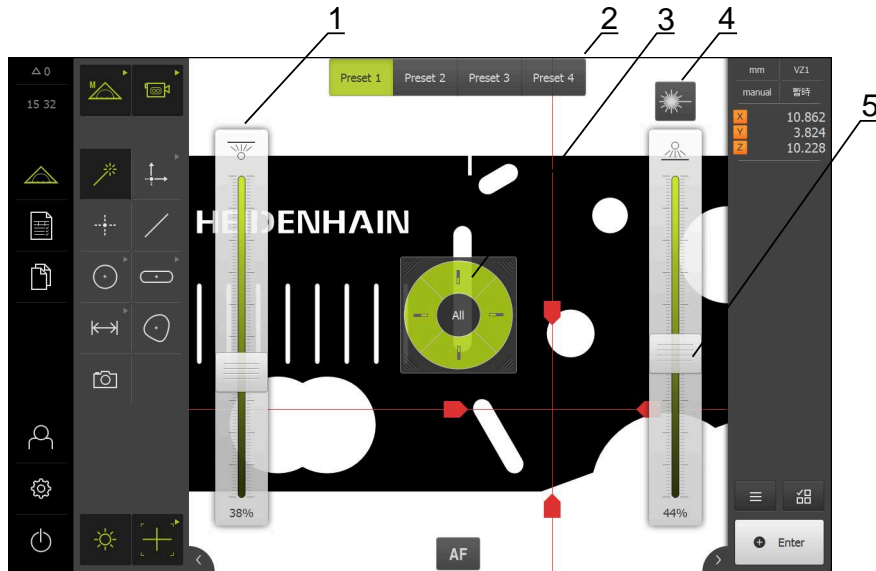 1
2
3
4
5
△ 0
15 32
M
Preset 1
Preset 2
Preset 3
Preset 4
mm
VZ1
manual
暫時
X 10.862
Y 3.824
Z 10.228
HEIDENHAIN
All
38%
44%
AF
Enter